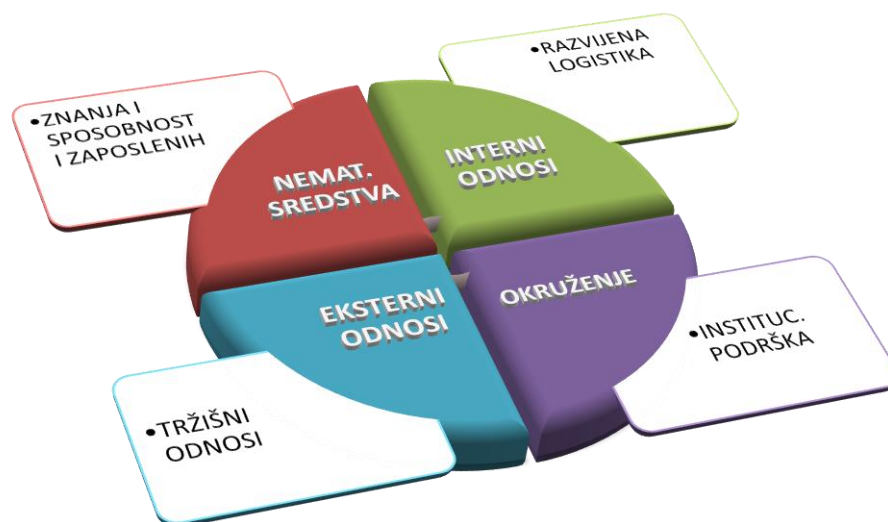 •ZNANJA I
SPOSOBNOST
I ZAPOSLENIH
NEMAT.
SREDSTVA
•RAZVIJENA
LOGISTIKA
INTERNI
ODNOSI
EKSTERNI
ODNOSI
•TRŽIŠNI
ODNOSI
OKRUŽENJE
•INSTITUC.
PODRŠKA